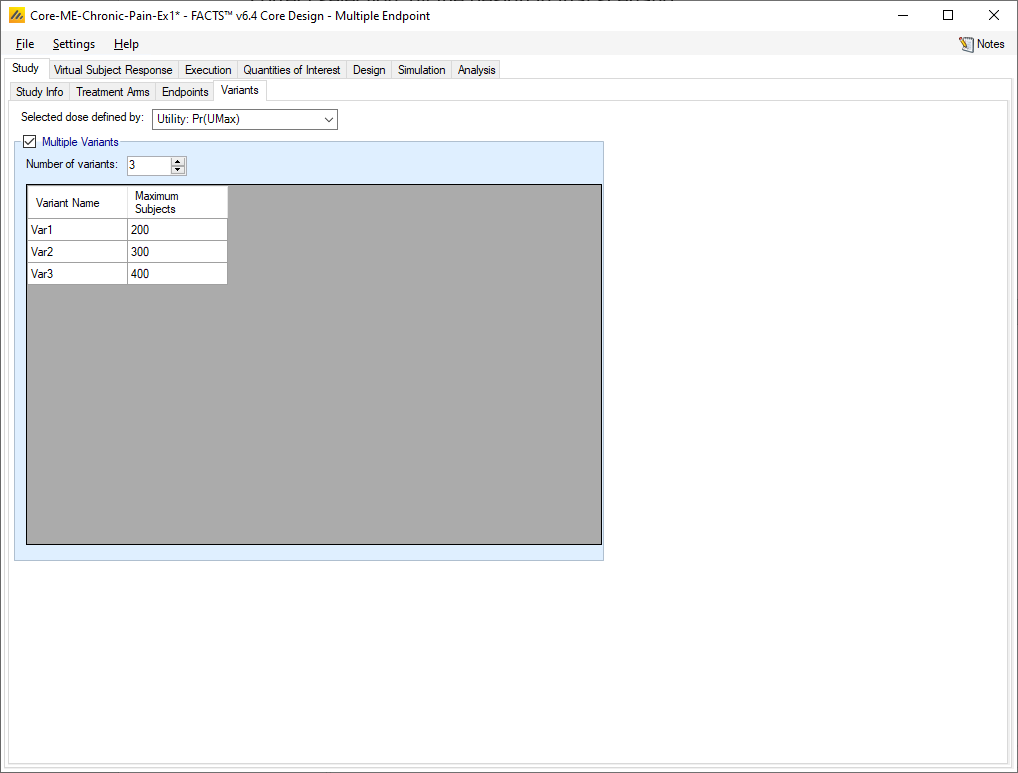 Core-ME-Chronic-Pain-Ex1* - FACTS™ v6.4 Core Design - Multiple Endpoint
File Settings Help Notes
Study Virtual Subject Response Execution Quantities of Interest Design Simulation Analysis
Study Info Treatment Arms Endpoints Variants
Selected dose defined by: Utility: Pr(UMax)
Multiple Variants
Number of variants: 3
Variant Name Maximum
Subjects
Var1 200
Var2 300
Var3 400